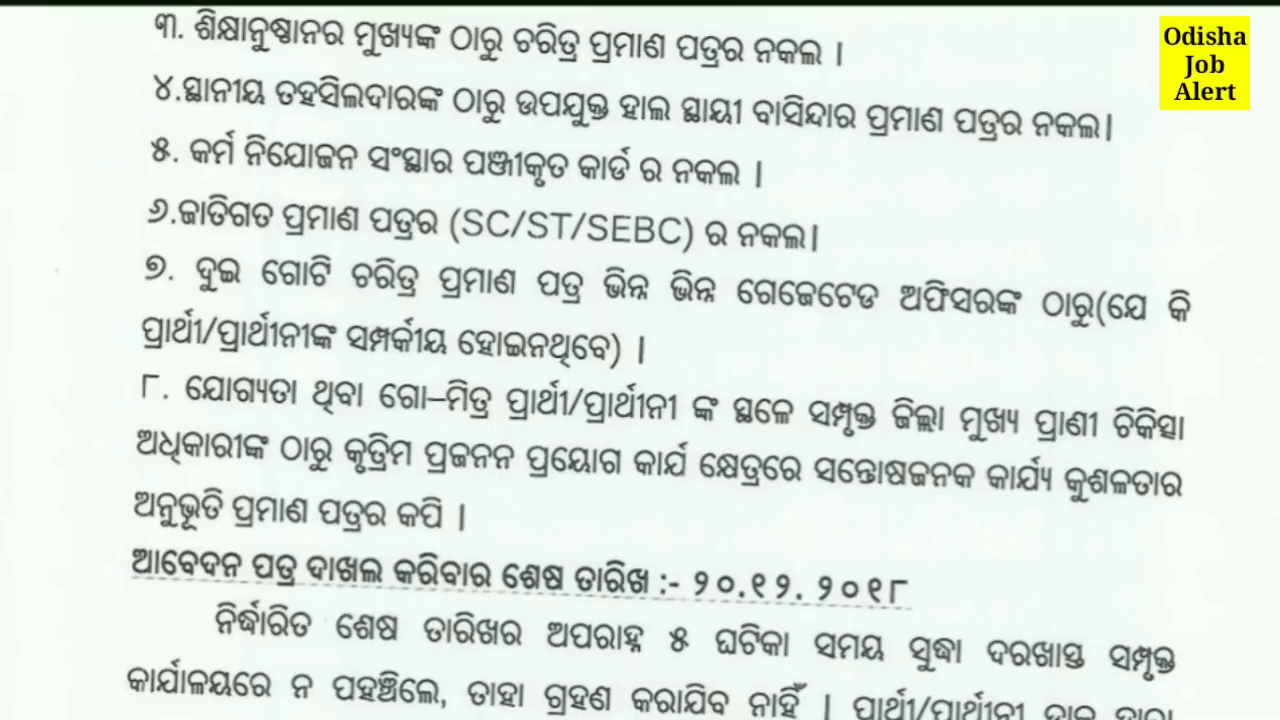 ୩. ଶିକ୍ଷାନୁଷ୍ଠାନର ମୁଖ୍ୟଙ୍କ ଠାରୁ ଚରିତ୍ର ପ୍ରମାଣ ପତ୍ରର ନକଲ ।
Odisha
Job
Alert
୪.ସ୍ଥାନୀୟ ତହସିଲଦାରଙ୍କ ଠାରୁ ଉପଯୁକ୍ତ ହାଲ ସ୍ଥାୟୀ ବାସିନ୍ଦାର ପ୍ରମାଣ ପତ୍ରର ନକଲ।
୫. କର୍ମ ନିଯୋଜନ ସଂସ୍ଥାର ପଞ୍ଜୀକୃତ କାର୍ଡ ର ନକଲ ।
୬.ଜାତିଗତ ପ୍ରମାଣ ପତ୍ରର (SC/ST/SEBC) ର ନକଲ।
୭. ଦୁଇ ଗୋଟି ଚରିତ୍ର ପ୍ରମାଣ ପତ୍ର ଭିନ୍ନ ଭିନ୍ନ ଗେଜେଟେଡ ଅଫିସରଙ୍କ ଠାରୁ(ଯେ କି
ପ୍ରାର୍ଥୀ/ପ୍ରାର୍ଥୀନୀଙ୍କ ସମ୍ପର୍କୀୟ ହୋଇନଥିବେ) ।
୮. ଯୋଗ୍ୟତା ଥିବା ଗୋ–ମିତ୍ର ପ୍ରାର୍ଥୀ/ପ୍ରାର୍ଥୀନୀ ଙ୍କ ସ୍ଥଳେ ସମ୍ପୃକ୍ତ ଜିଲ୍ଲା ମୁଖ୍ୟ ପ୍ରାଣୀ ଚିକିତ୍ସା
ଅଧିକାରୀଙ୍କ ଠାରୁ କୃତ୍ରିମ ପ୍ରଜନନ ପ୍ରୟୋଗ କାର୍ଯ କ୍ଷେତ୍ରରେ ସନ୍ତୋଷଜନକ କାର୍ଯ୍ୟ କୁଶଳତାର
ଅନୁଭୂତି ପ୍ରମାଣ ପତ୍ରର କପି ।
ଆବେଦନ ପତ୍ର ଦାଖଲ କରିବାର ଶେଷ ତାରିଖ :- ୨୦.୧୨. ୨୦୧୮
ନିର୍ଦ୍ଧାରିତ ଶେଷ ତାରିଖର ଅପରାହ୍ନ ୫ ଘଟିକା ସମୟ ସୁଦ୍ଧା ଦରଖାସ୍ତ ସମ୍ପୃକ୍ତ
କାର୍ଯାଳୟରେ ନ ପହଞ୍ଚିଲେ, ତାହା ଗ୍ରହଣ କରାଯିବ ନାହିଁ । ପ୍ରାର୍ଥୀ/ପ୍ରାର୍ଥୀନୀ